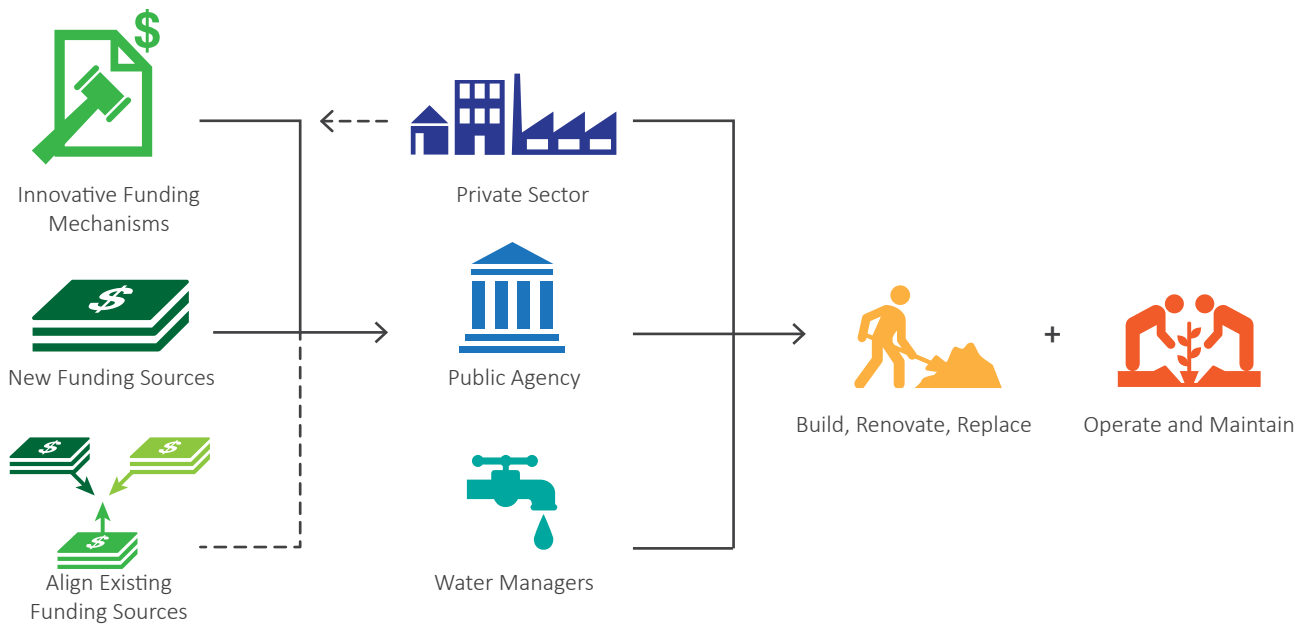 $
Innovative Funding
Mechanisms
Private Sector
$
New Funding Sources
Public Agency
Build, Renovate, Replace
+
Operate and Maintain
$
$
$
Align Existing
Funding Sources
Water Managers